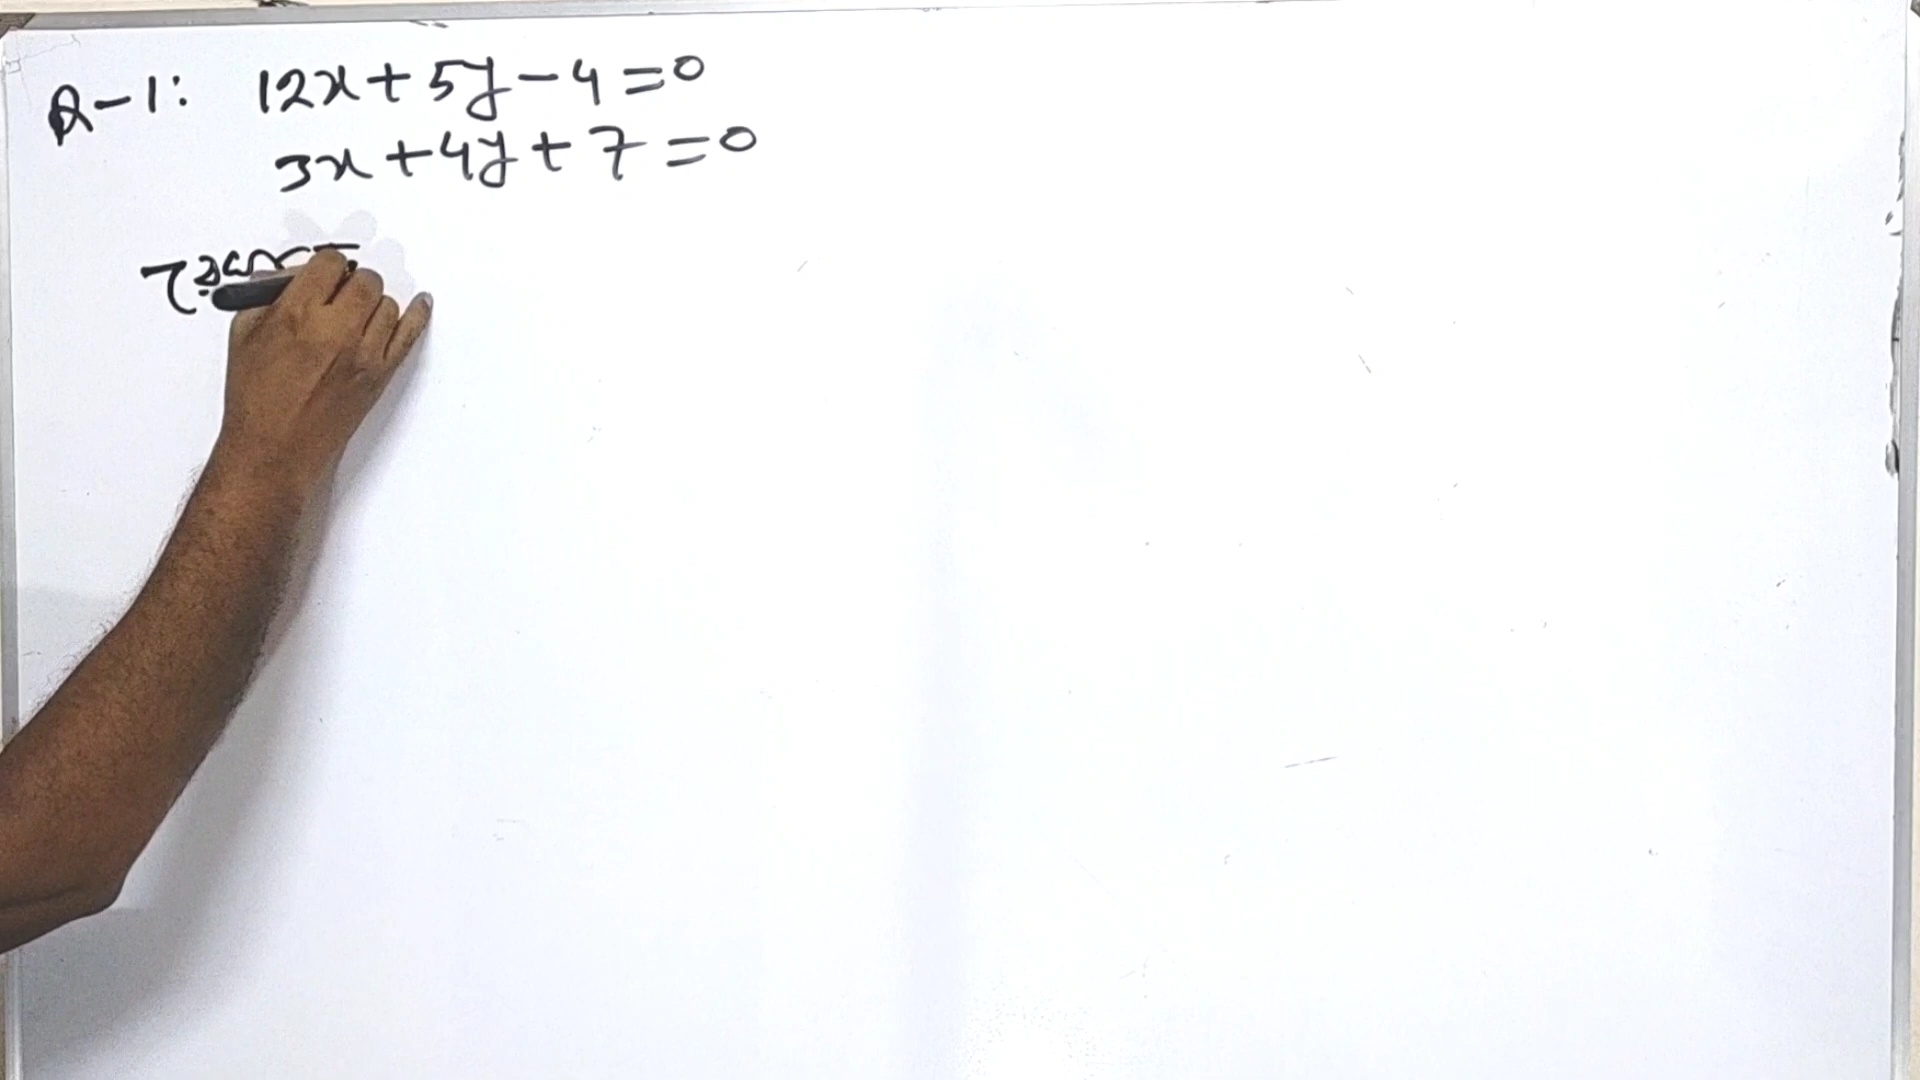 Q-1: 12x + 5y - 4 = 0
3x + 4y + 7 = 0